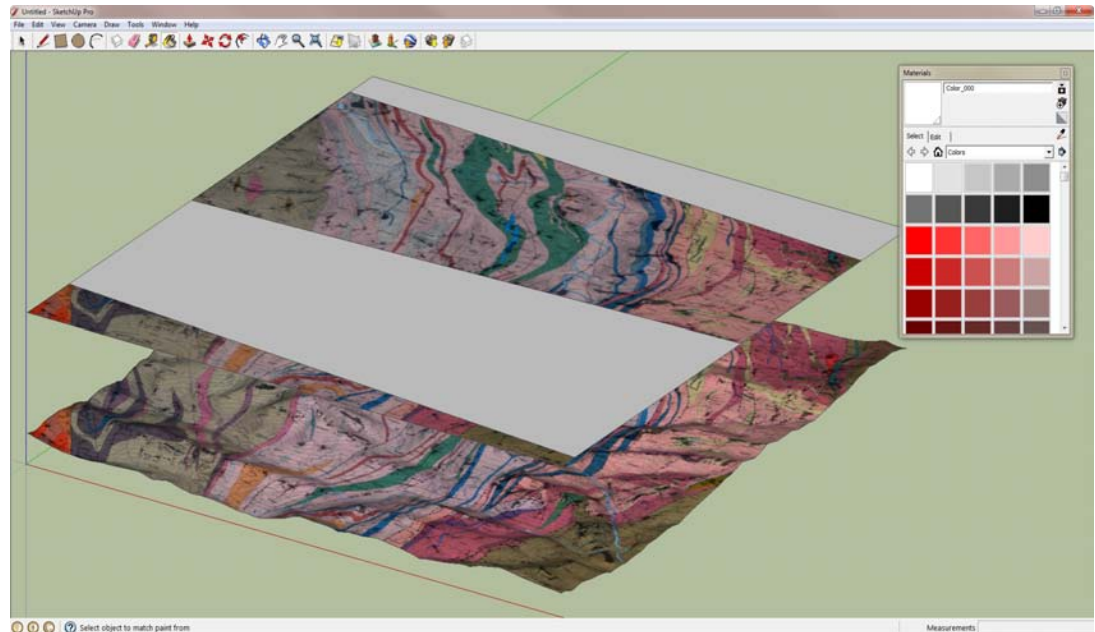 Untitled - SketchUp Pro
File Edit View Camera Draw Tools Window Help
Materials
Color_000
Select Edit
Colors
Select object to match paint from
Measurements